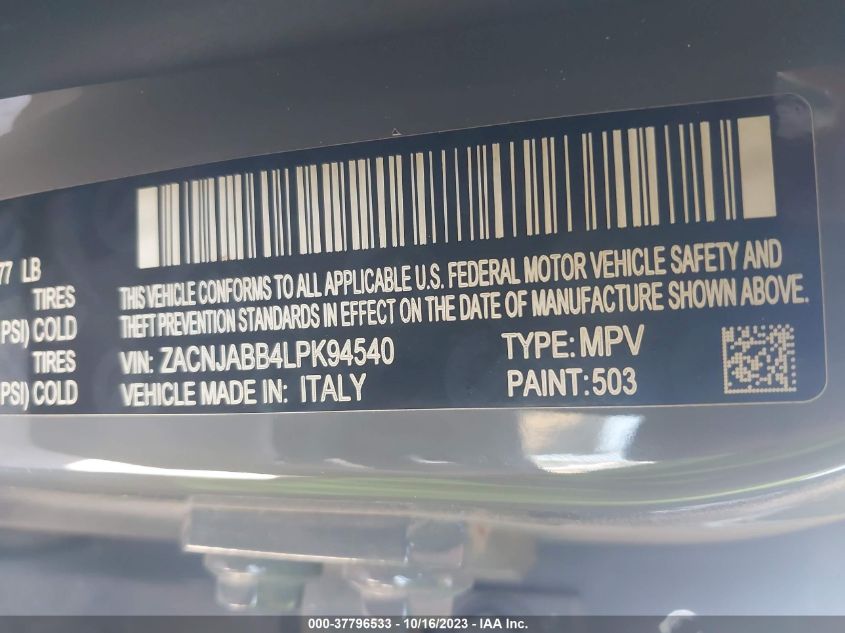 77 LB
TIRES
PSI) COLD
TIRES
PSI) COLD
THIS VEHICLE CONFORMS TO ALL APPLICABLE U.S. FEDERAL MOTOR VEHICLE SAFETY AND
THEFT PREVENTION STANDARDS IN EFFECT ON THE DATE OF MANUFACTURE SHOWN ABOVE.
VIN: ZACNJABB4LPK94540 TYPE: MPV
VEHICLE MADE IN: ITALY PAINT: 503
000-37796533 - 10/16/2023 - IAA Inc.